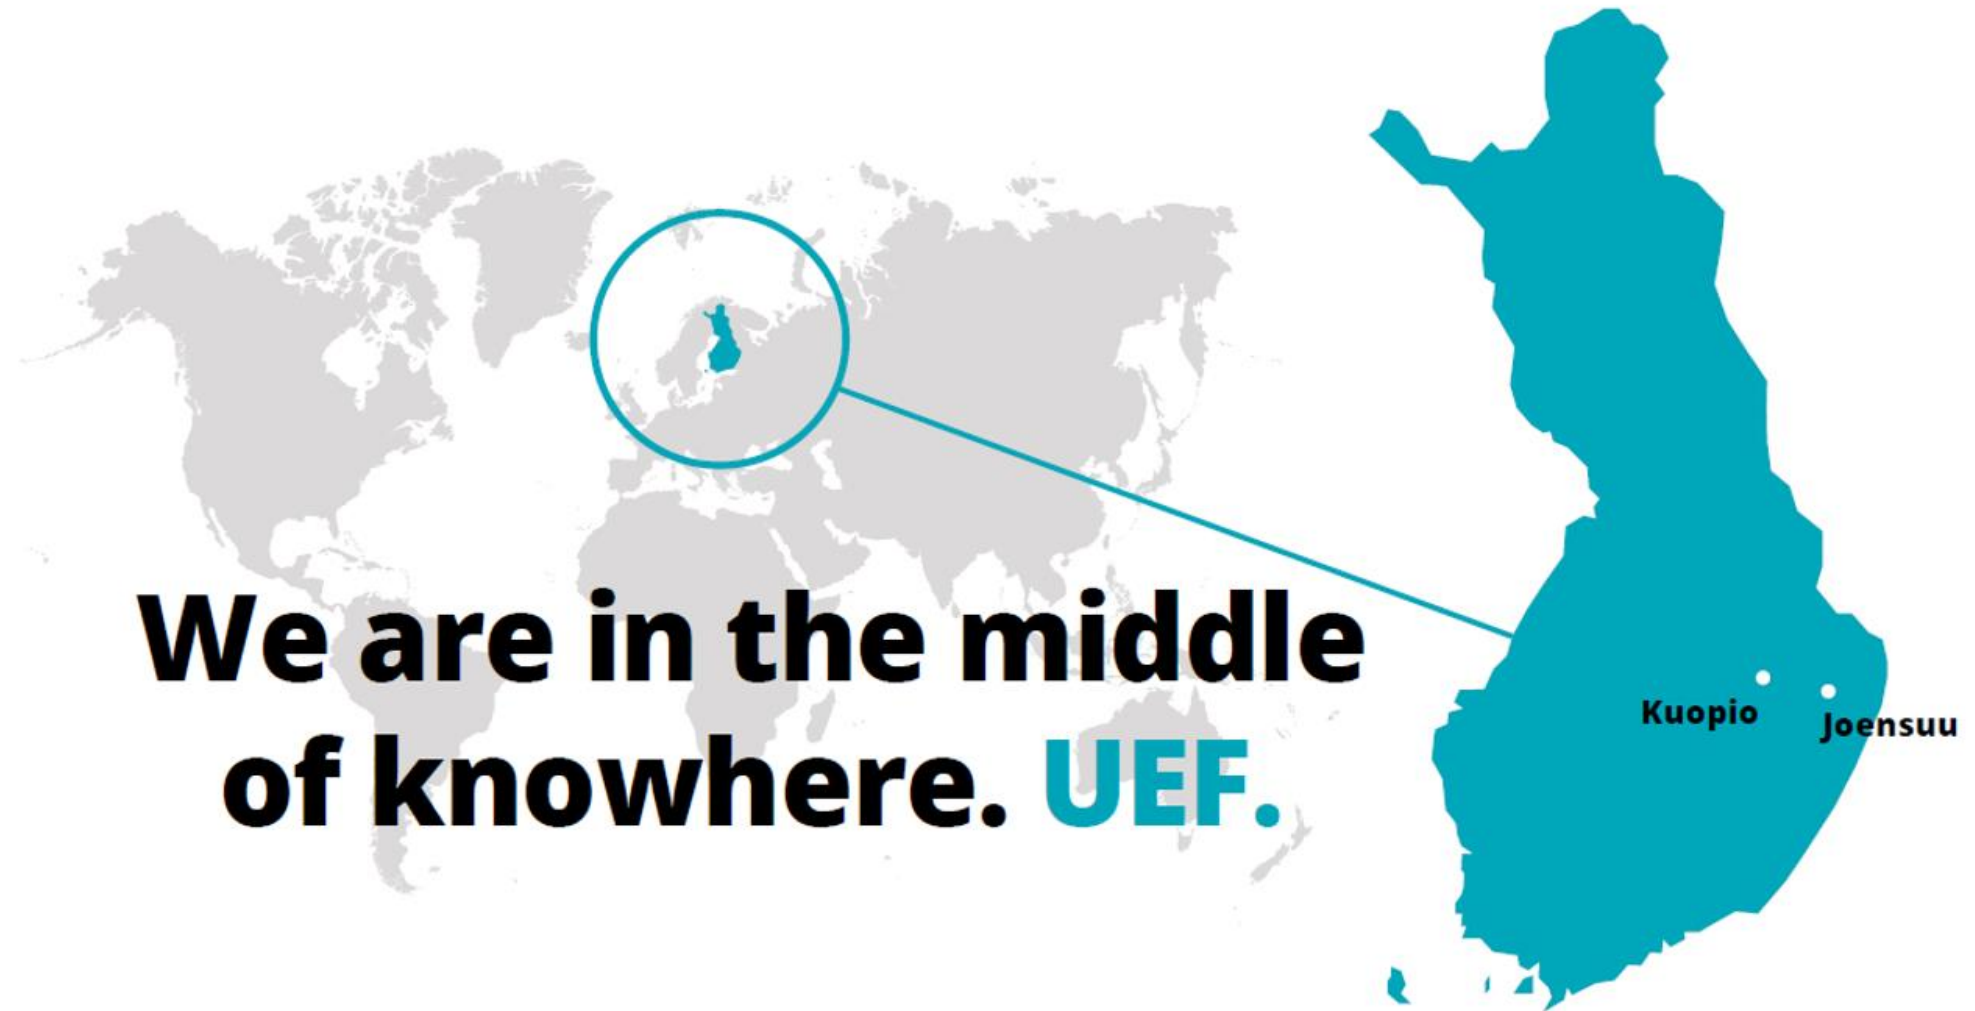 We are in the middle
of knowhere. UEF.
Kuopio
Joensuu